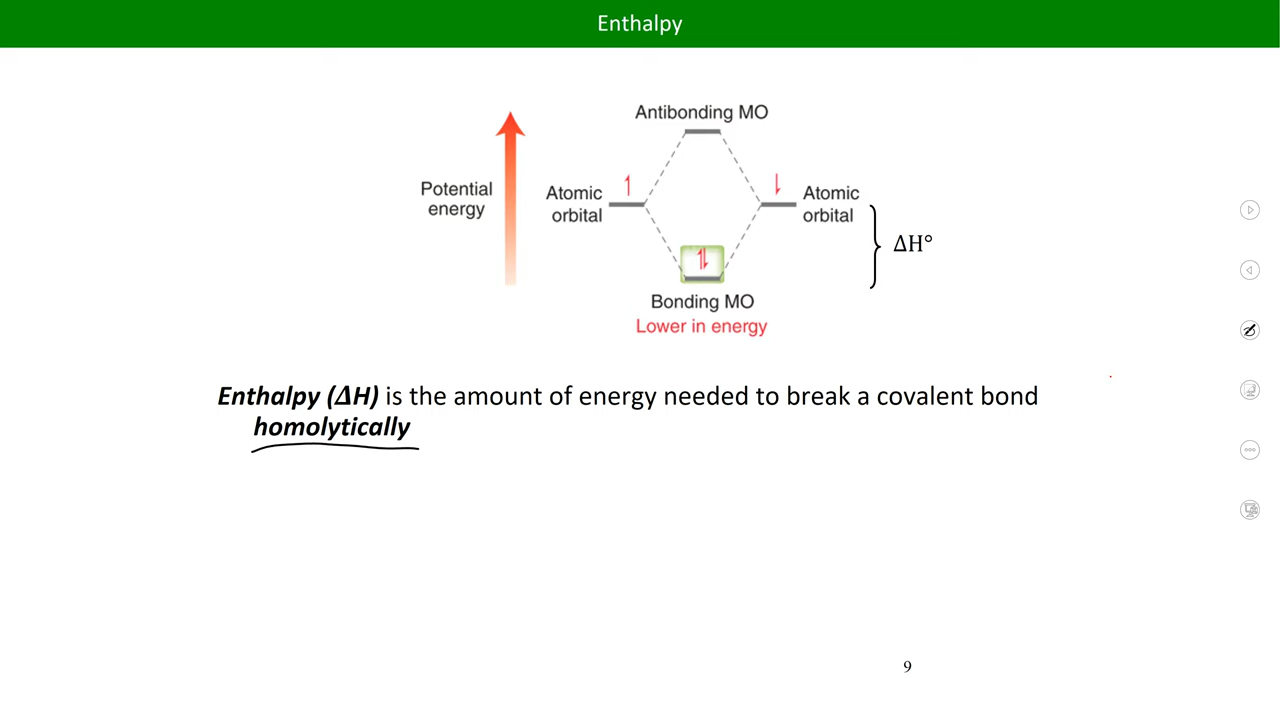 Enthalpy
Antibonding MO
Potential
energy
Atomic
orbital
Atomic
orbital
ΔH°
Bonding MO
Lower in energy
Enthalpy (ΔH) is the amount of energy needed to break a covalent bond
homolytically
9